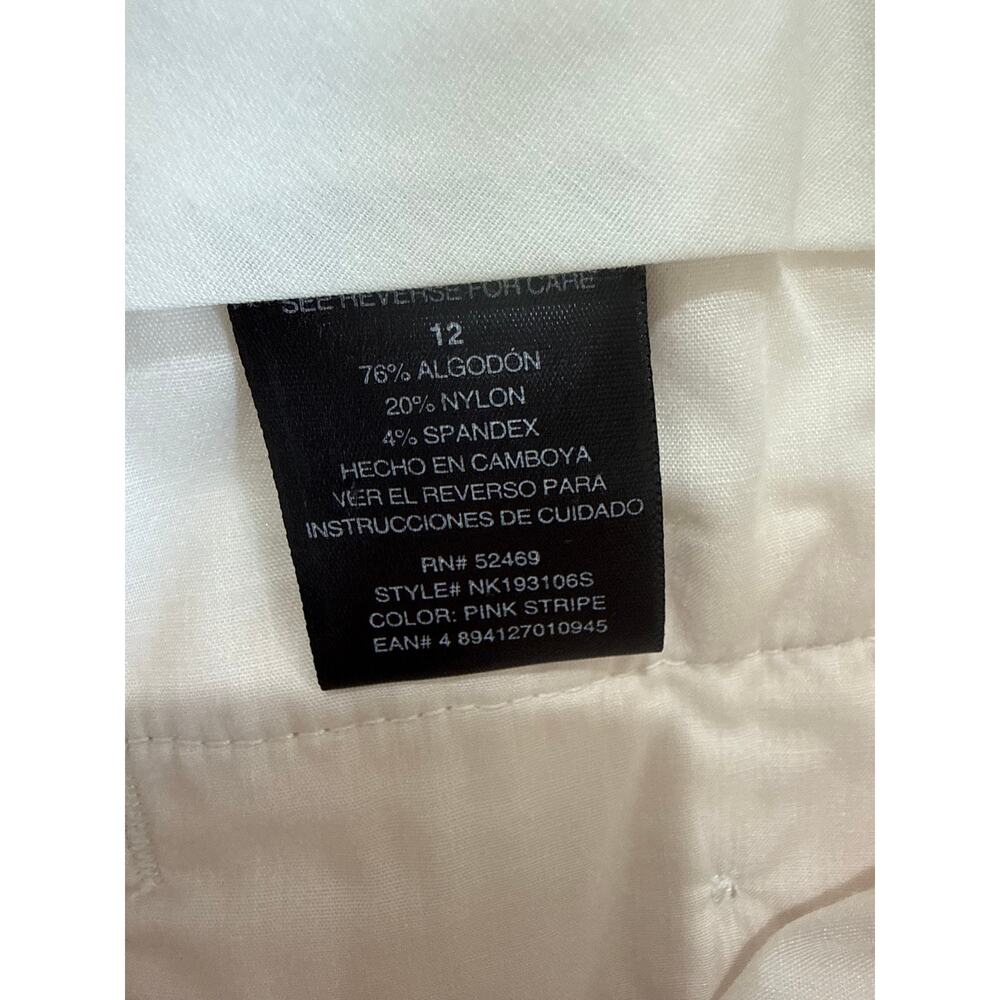 SEE REVERSE FOR CARE
12
76% ALGODÓN
20% NYLON
4% SPANDEX
HECHO EN CAMBOYA
VER EL REVERSO PARA
INSTRUCCIONES DE CUIDADO
RN# 52469
STYLE# NK193106S
COLOR: PINK STRIPE
EAN# 4 894127010945